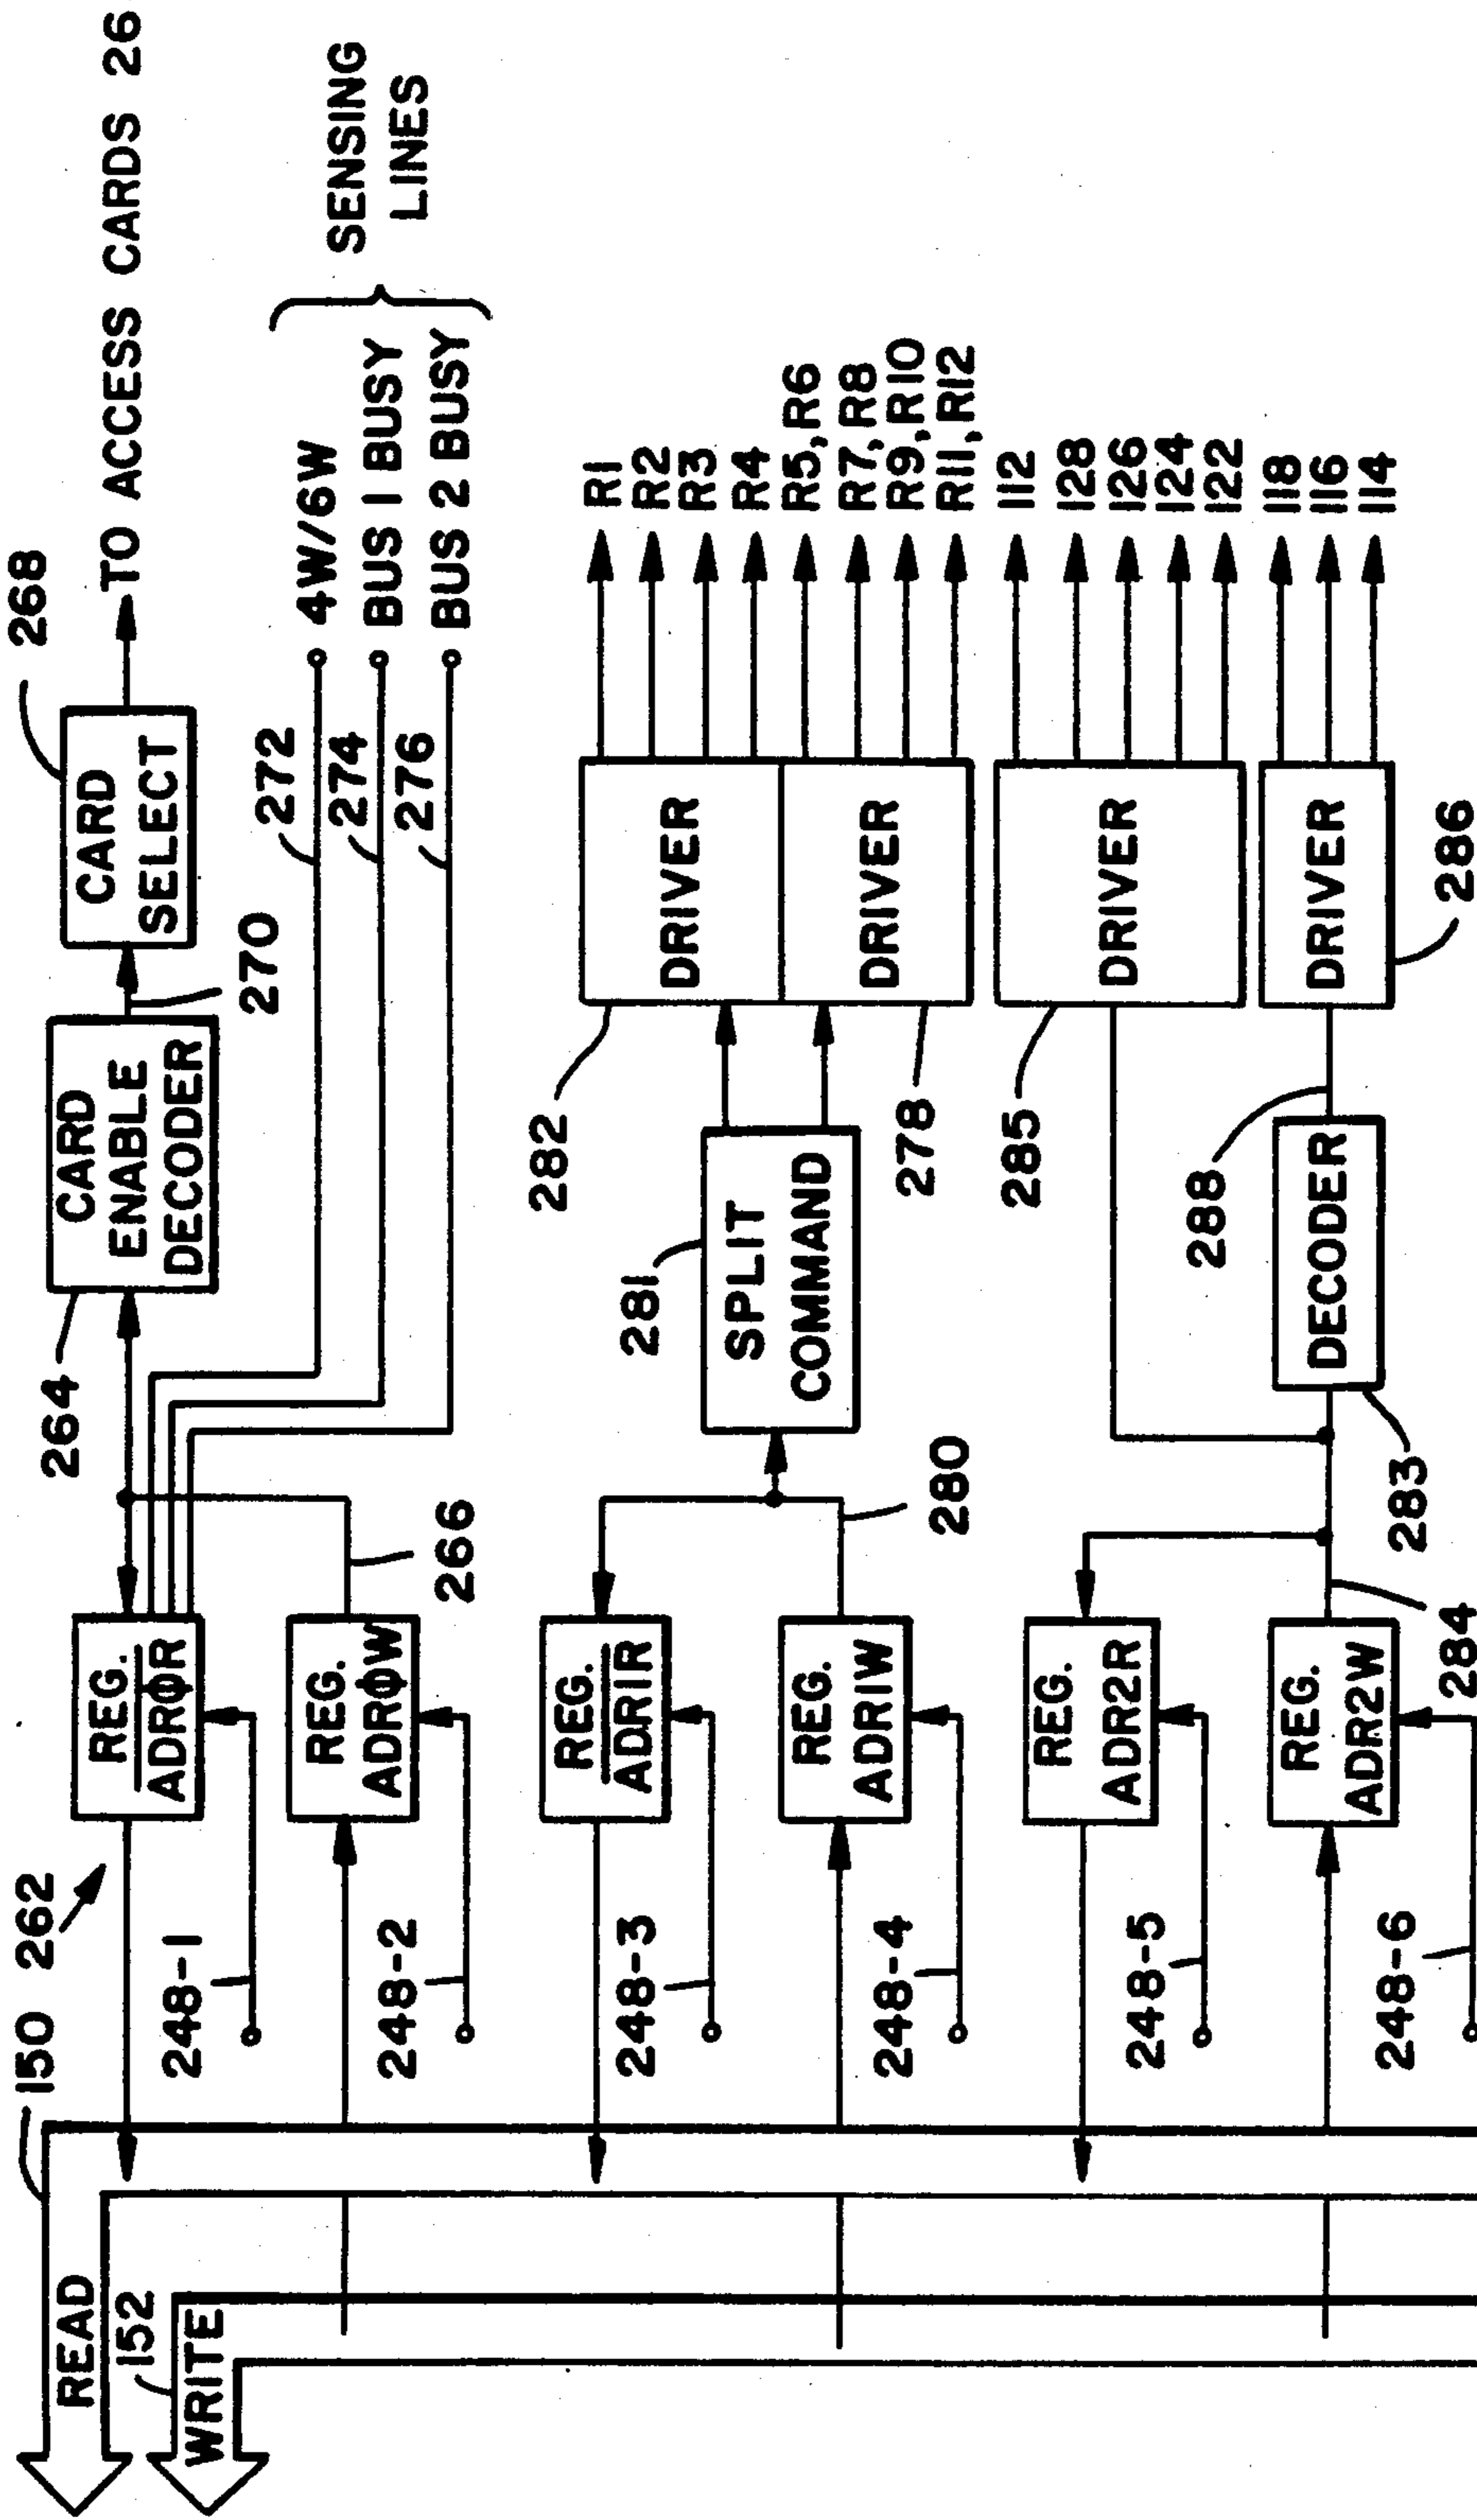 READ
150
262
152
WRITE
REG.
ADRΦR
264
CARD
ENABLE
DECODER
270
CARD
SELECT
268
TO ACCESS CARDS 26
248-1
REG.
ADRΦW
266
272
274
276
4W/6W
BUS 1 BUSY
BUS 2 BUSY
SENSING
LINES
248-2
REG.
ADR1R
248-3
281
SPLIT
COMMAND
282
DRIVER
R1
R2
R3
R4
REG.
ADR1W
248-4
280
278
DRIVER
R5, R6
R7, R8
R9, R10
R11, R12
REG.
ADR2R
248-5
285
DRIVER
112
128
126
124
122
REG.
ADR2W
248-6
284
283
DECODER
288
DRIVER
286
118
116
114